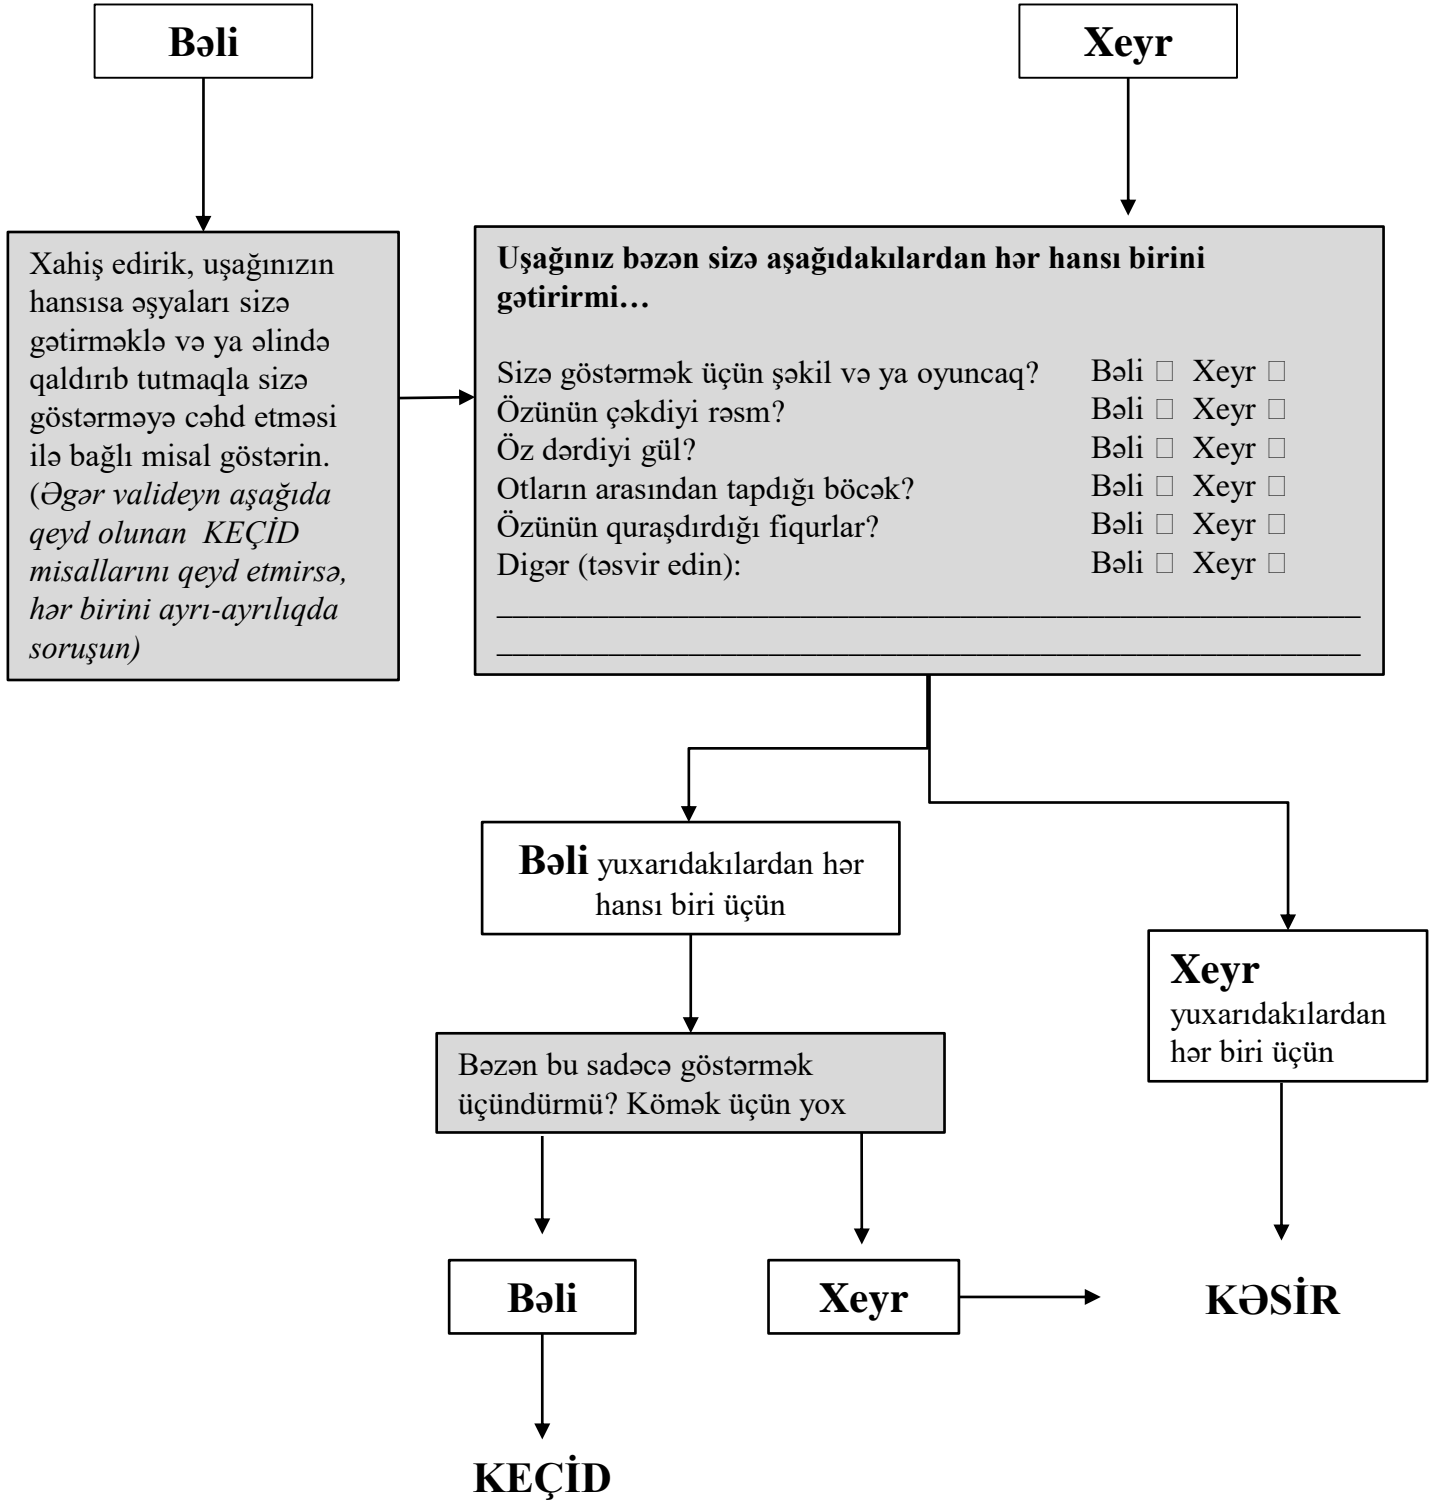 Bəli
Xeyr
Xahiş edirik, uşağınızın
hansısa əşyaları sizə
gətirməklə və ya əlində
qaldırıb tutmaqla sizə
göstərməyə cəhd etməsi
ilə bağlı misal göstərin.
(Əgər valideyn aşağıda
qeyd olunan KEÇİD
misallarını qeyd etmirsə,
hər birini ayrı-ayrılıqda
soruşun)
Uşağınız bəzən sizə aşağıdakılardan hər hansı birini
gətirirmi…
Sizə göstərmək üçün şəkil və ya oyuncaq? Bəli □ Xeyr □
Özünün çəkdiyi rəsm? Bəli □ Xeyr □
Öz dərdiyi gül? Bəli □ Xeyr □
Otların arasından tapdığı böcək? Bəli □ Xeyr □
Özünün quraşdırdığı fiqurlar? Bəli □ Xeyr □
Digər (təsvir edin): Bəli □ Xeyr □
Bəli yuxarıdakılardan hər
hansı biri üçün
Xeyr
yuxarıdakılardan
hər biri üçün
Bəzən bu sadəcə göstərmək
üçündürmü? Kömək üçün yox
Bəli
Xeyr
KƏSİR
KEÇİD